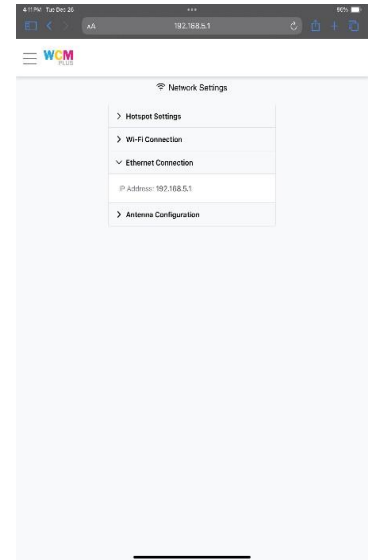 4:11 PM Tue Dec 26
90%
AA
192.168.5.1
WCM
PLUS
Network Settings
Hotspot Settings
Wi-Fi Connection
Ethernet Connection
IP Address: 192.168.5.1
Antenna Configuration